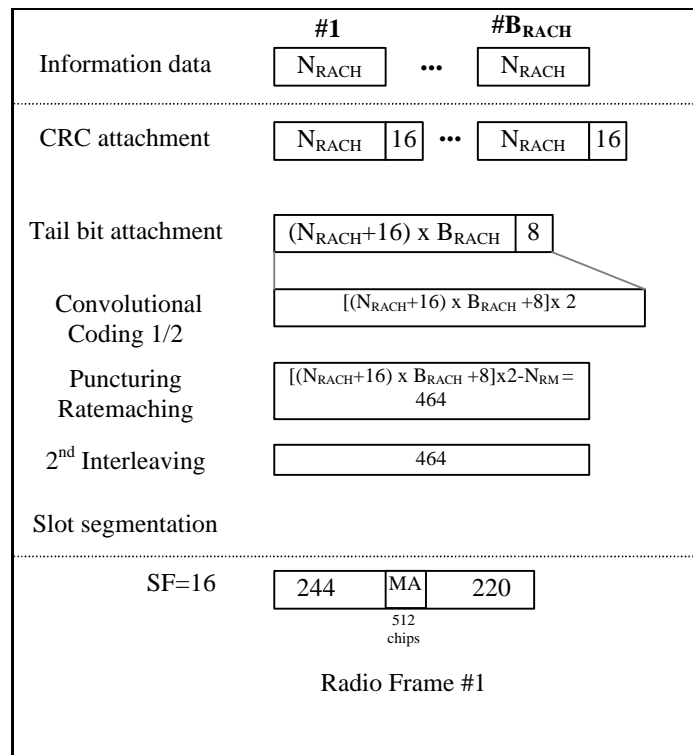 #1 #B_RACH
Information data N_RACH ... N_RACH
CRC attachment N_RACH 16 ... N_RACH 16
Tail bit attachment (N_RACH+16) x B_RACH 8
Convolutional
Coding 1/2
[(N_RACH+16) x B_RACH +8]x 2
Puncturing
Ratemaching
[(N_RACH+16) x B_RACH +8]x2-N_RM =
464
2nd Interleaving 464
Slot segmentation
SF=16 244 MA 220
512
chips
Radio Frame #1